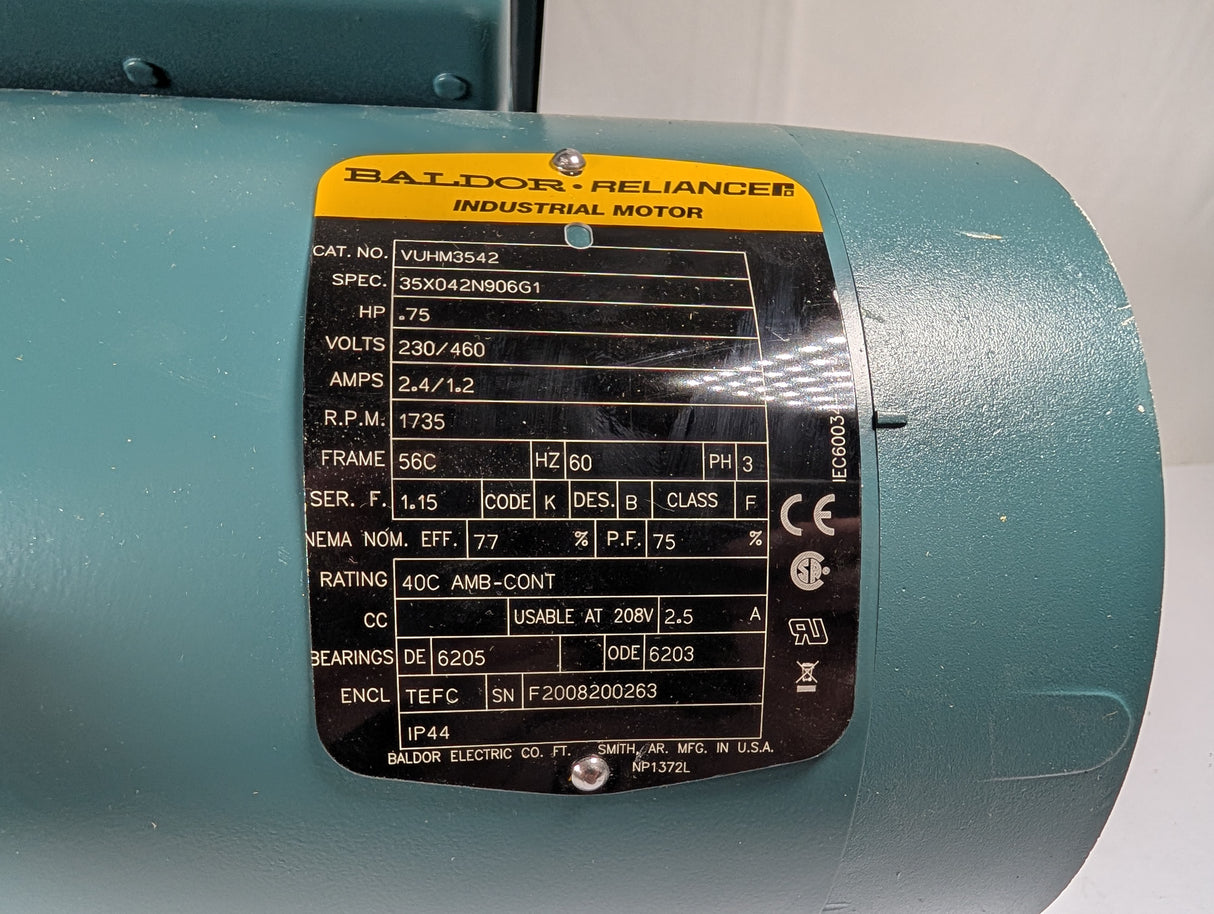 BALDOR • RELIANCE
INDUSTRIAL MOTOR
CAT. NO. VUHM3542
SPEC. 35X042N906G1
HP .75
VOLTS 230/460
AMPS 2.4/1.2
R.P.M. 1735
FRAME 56C HZ 60 PH 3
SER. F. 1.15 CODE K DES. B CLASS F
NEMA NOM. EFF. 77 % P.F. 75 %
RATING 40C AMB-CONT
CC USABLE AT 208V 2.5 A
BEARINGS DE 6205 ODE 6203
ENCL TEFC SN F2008200263
IP44
BALDOR ELECTRIC CO. FT. SMITH, AR. MFG. IN U.S.A.
NP1372L
CE